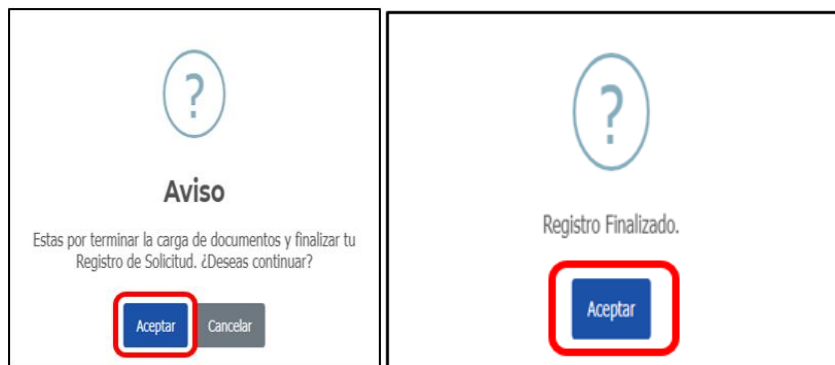 ?
Aviso
Estas por terminar la carga de documentos y finalizar tu
Registro de Solicitud. ¿Deseas continuar?
Aceptar Cancelar
?
Registro Finalizado.
Aceptar